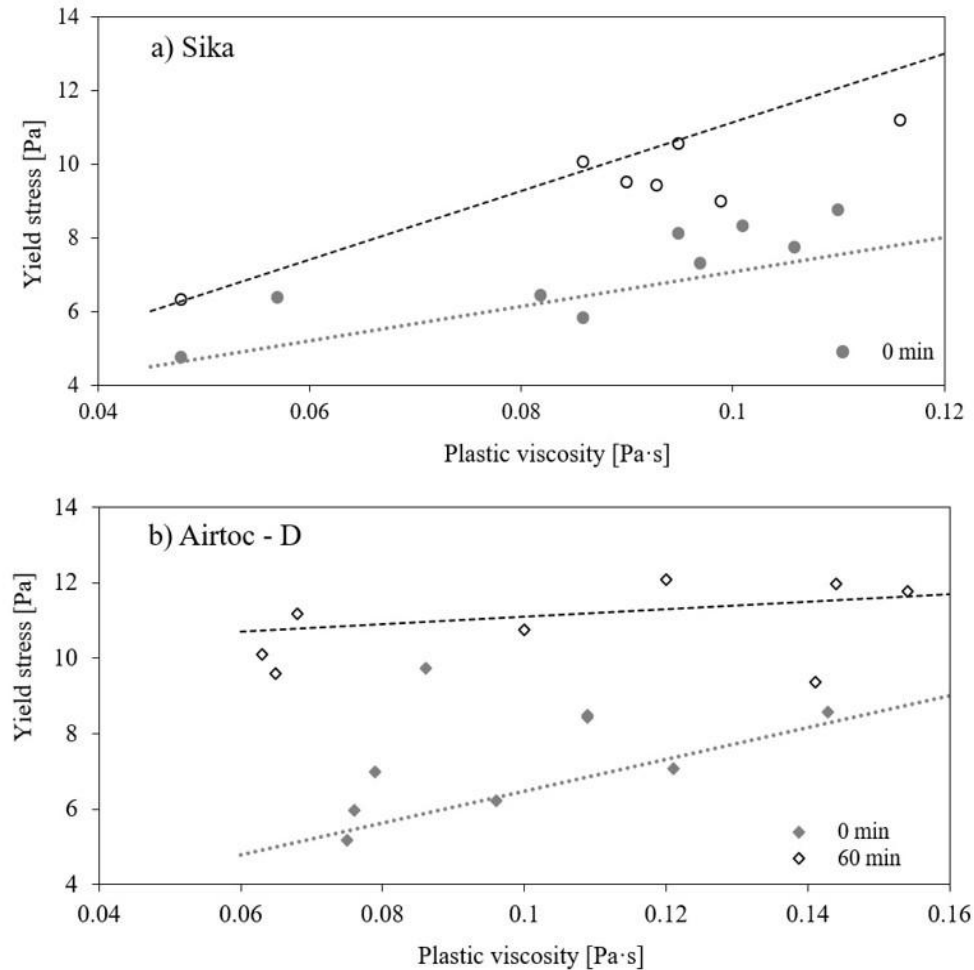 14
a) Sika
12
10
8
6
4
Yield stress [Pa]
0 min
0.04 0.06 0.08 0.1 0.12
Plastic viscosity [Pa·s]
14
b) Airtoc - D
12
10
8
6
4
Yield stress [Pa]
0 min
60 min
0.04 0.06 0.08 0.1 0.12 0.14 0.16
Plastic viscosity [Pa·s]